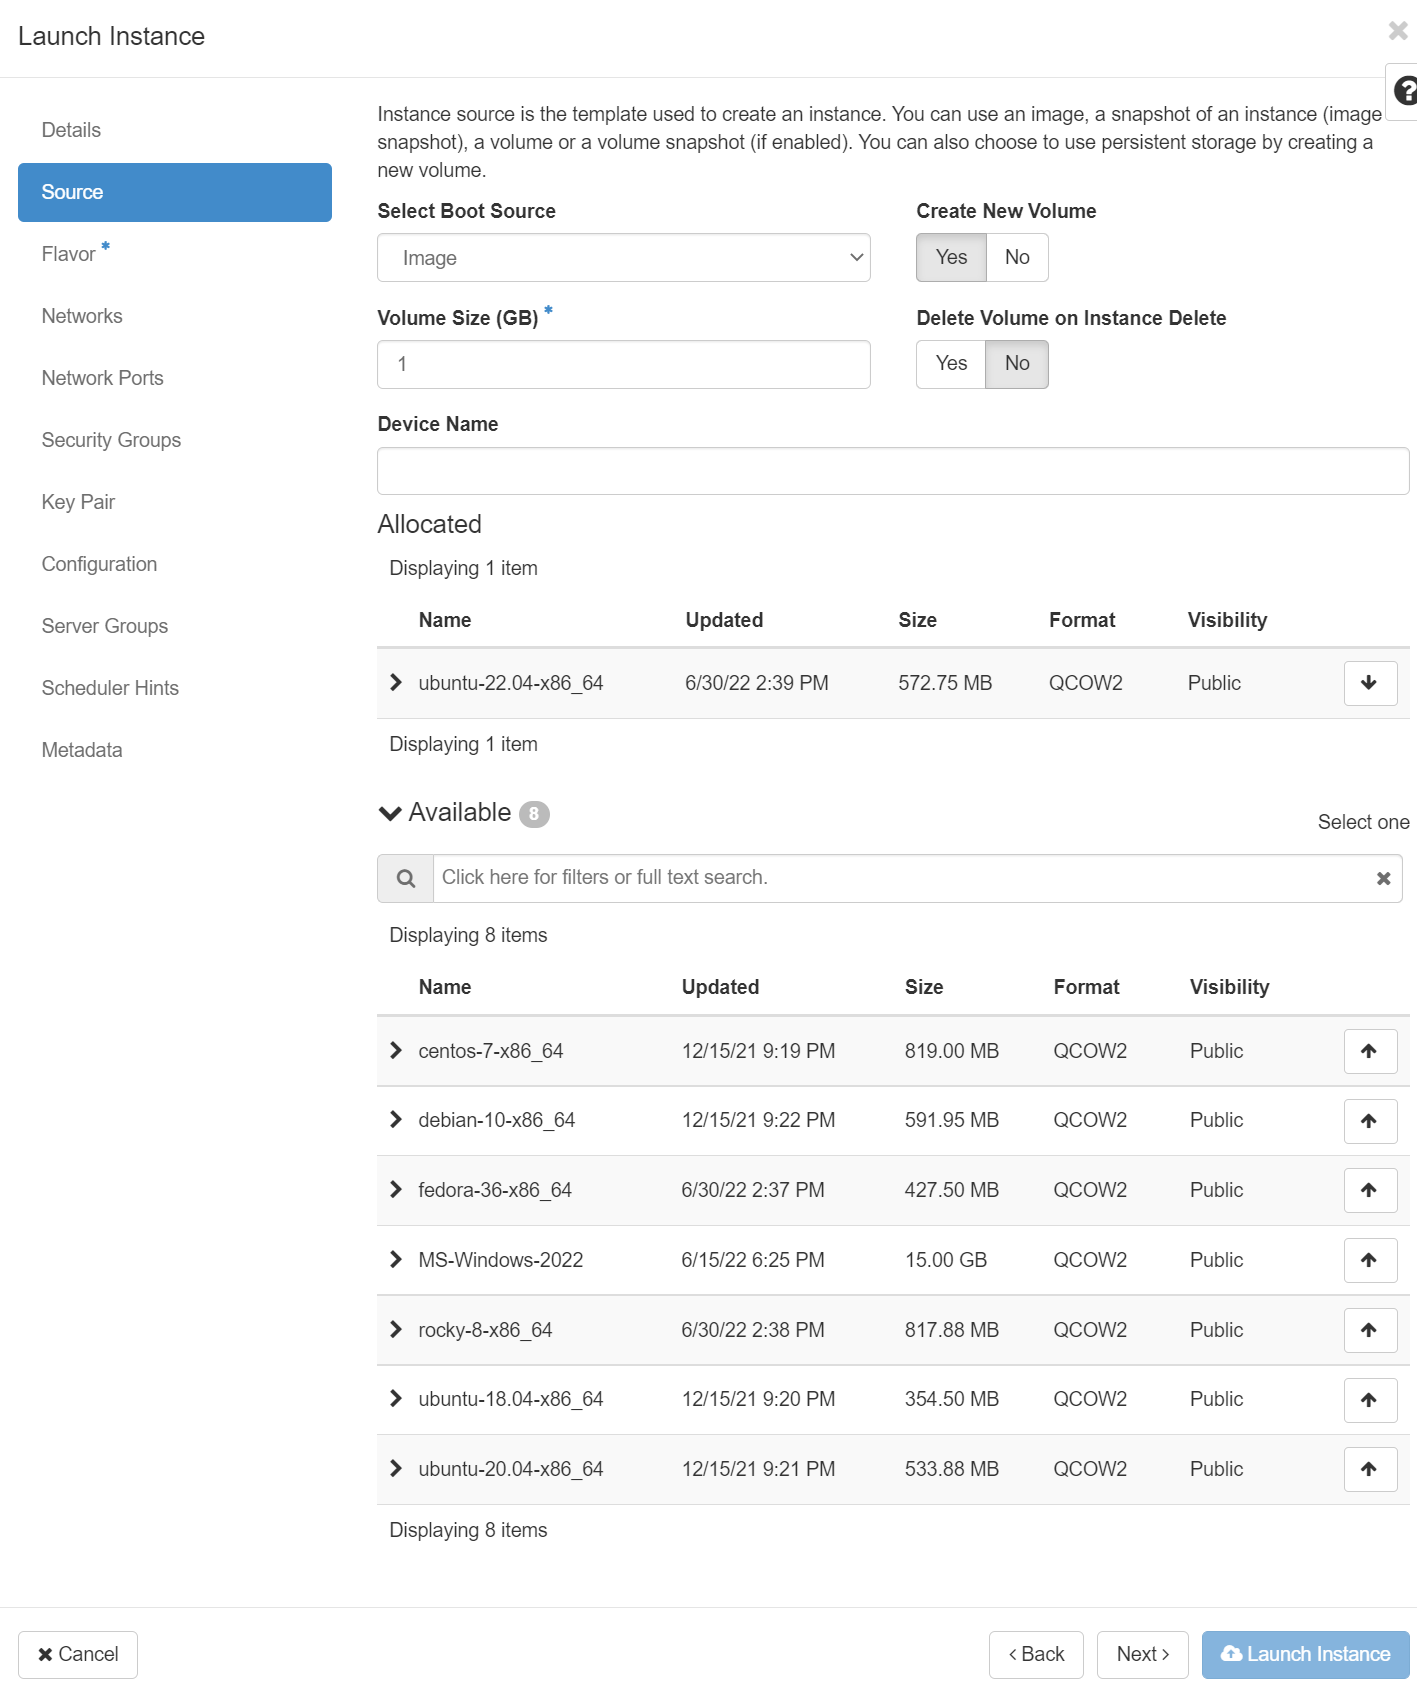 Launch Instance
Details
Source
Flavor *
Networks
Network Ports
Security Groups
Key Pair
Configuration
Server Groups
Scheduler Hints
Metadata
Instance source is the template used to create an instance. You can use an image, a snapshot of an instance (image
snapshot), a volume or a volume snapshot (if enabled). You can also choose to use persistent storage by creating a
new volume.
Select Boot Source
Create New Volume
Image
Yes No
Volume Size (GB) *
Delete Volume on Instance Delete
1
Yes No
Device Name
Allocated
Displaying 1 item
Name Updated Size Format Visibility
ubuntu-22.04-x86_64 6/30/22 2:39 PM 572.75 MB QCOW2 Public
Displaying 1 item
Available 8
Select one
Click here for filters or full text search.
Displaying 8 items
Name Updated Size Format Visibility
centos-7-x86_64 12/15/21 9:19 PM 819.00 MB QCOW2 Public
debian-10-x86_64 12/15/21 9:22 PM 591.95 MB QCOW2 Public
fedora-36-x86_64 6/30/22 2:37 PM 427.50 MB QCOW2 Public
MS-Windows-2022 6/15/22 6:25 PM 15.00 GB QCOW2 Public
rocky-8-x86_64 6/30/22 2:38 PM 817.88 MB QCOW2 Public
ubuntu-18.04-x86_64 12/15/21 9:20 PM 354.50 MB QCOW2 Public
ubuntu-20.04-x86_64 12/15/21 9:21 PM 533.88 MB QCOW2 Public
Displaying 8 items
Cancel
< Back
Next >
Launch Instance